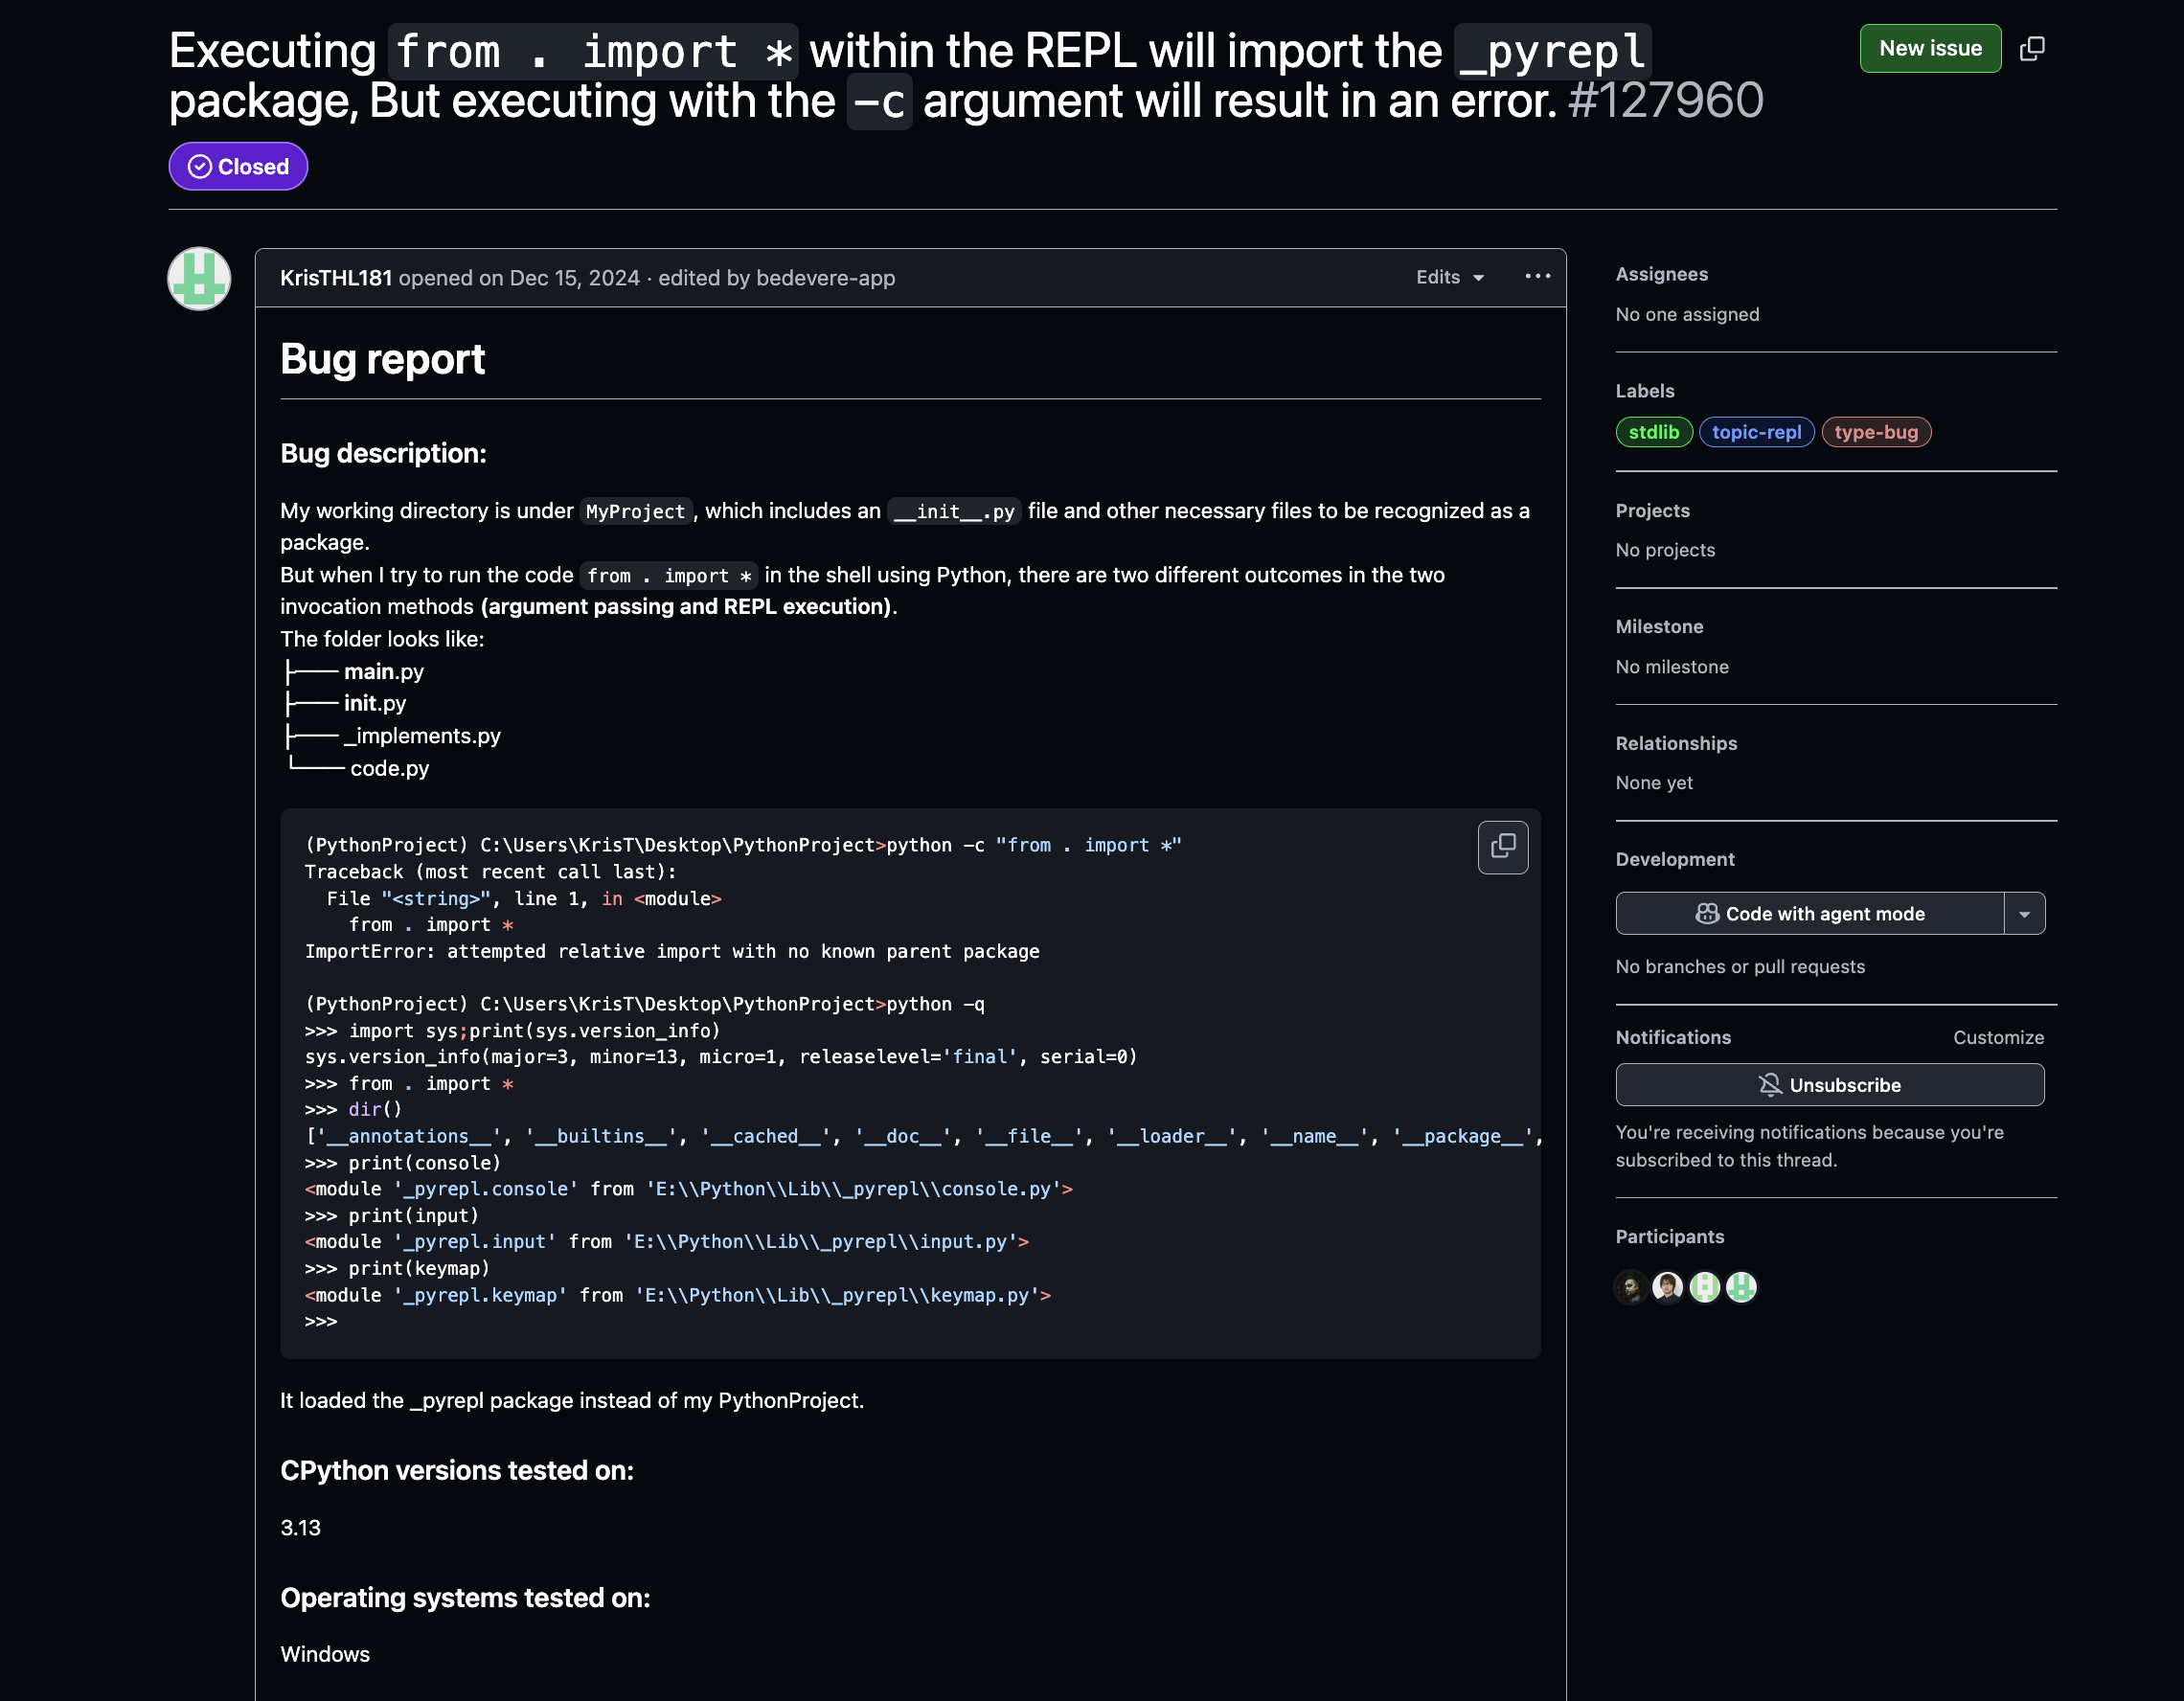 Executing from . import * within the REPL will import the _pyrepl
package, But executing with the -c argument will result in an error. #127960
New issue
Closed
KrisTHL181 opened on Dec 15, 2024 · edited by bedevere-app
Edits
Bug report
Bug description:
My working directory is under MyProject, which includes an __init__.py file and other necessary files to be recognized as a
package.
But when I try to run the code from . import * in the shell using Python, there are two different outcomes in the two
invocation methods (argument passing and REPL execution).
The folder looks like:
├── main.py
├── init.py
├── _implements.py
└── code.py
(PythonProject) C:\Users\KrisT\Desktop\PythonProject>python -c "from . import *"
Traceback (most recent call last):
  File "<string>", line 1, in <module>
    from . import *
ImportError: attempted relative import with no known parent package
(PythonProject) C:\Users\KrisT\Desktop\PythonProject>python -q
>>> import sys;print(sys.version_info)
sys.version_info(major=3, minor=13, micro=1, releaselevel='final', serial=0)
>>> from . import *
>>> dir()
['__annotations__', '__builtins__', '__cached__', '__doc__', '__file__', '__loader__', '__name__', '__package__',
>>> print(console)
<module '_pyrepl.console' from 'E:\\Python\\Lib\\_pyrepl\\console.py'>
>>> print(input)
<module '_pyrepl.input' from 'E:\\Python\\Lib\\_pyrepl\\input.py'>
>>> print(keymap)
<module '_pyrepl.keymap' from 'E:\\Python\\Lib\\_pyrepl\\keymap.py'>
>>>
It loaded the _pyrepl package instead of my PythonProject.
CPython versions tested on:
3.13
Operating systems tested on:
Windows
Assignees
No one assigned
Labels
stdlib topic-repl type-bug
Projects
No projects
Milestone
No milestone
Relationships
None yet
Development
Code with agent mode
No branches or pull requests
Notifications Customize
Unsubscribe
You're receiving notifications because you're
subscribed to this thread.
Participants